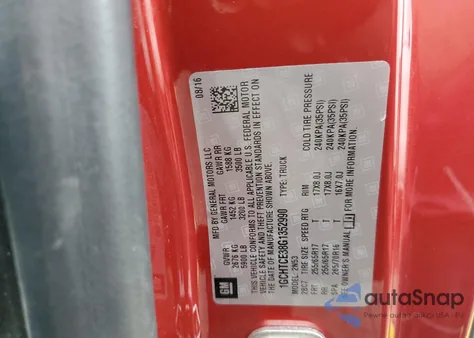 08/16
MFD BY GENERAL MOTORS LLC
GVWR GAWR FRT GAWR RR
2676 KG 1452 KG 1588 KG
5900 LB 3200 LB 3500 LB
THIS VEHICLE CONFORMS TO ALL APPLICABLE U.S. FEDERAL MOTOR
VEHICLE SAFETY AND THEFT PREVENTION STANDARDS IN EFFECT ON
THE DATE OF MANUFACTURE SHOWN ABOVE.
1GCHTCE38G1352990 TYPE: TRUCK
MODEL: 2N53
TIRE SIZE SPEED RTG RIM COLD TIRE PRESSURE
FRT 255/65R17 T 17X8.0J 240KPA(35PSI)
RR 255/65R17 T 17X8.0J 240KPA(35PSI)
SPA T 16X7.0J 240KPA(35PSI)
SEE OWNER'S MANUAL FOR MORE INFORMATION.
GM
autoSnap